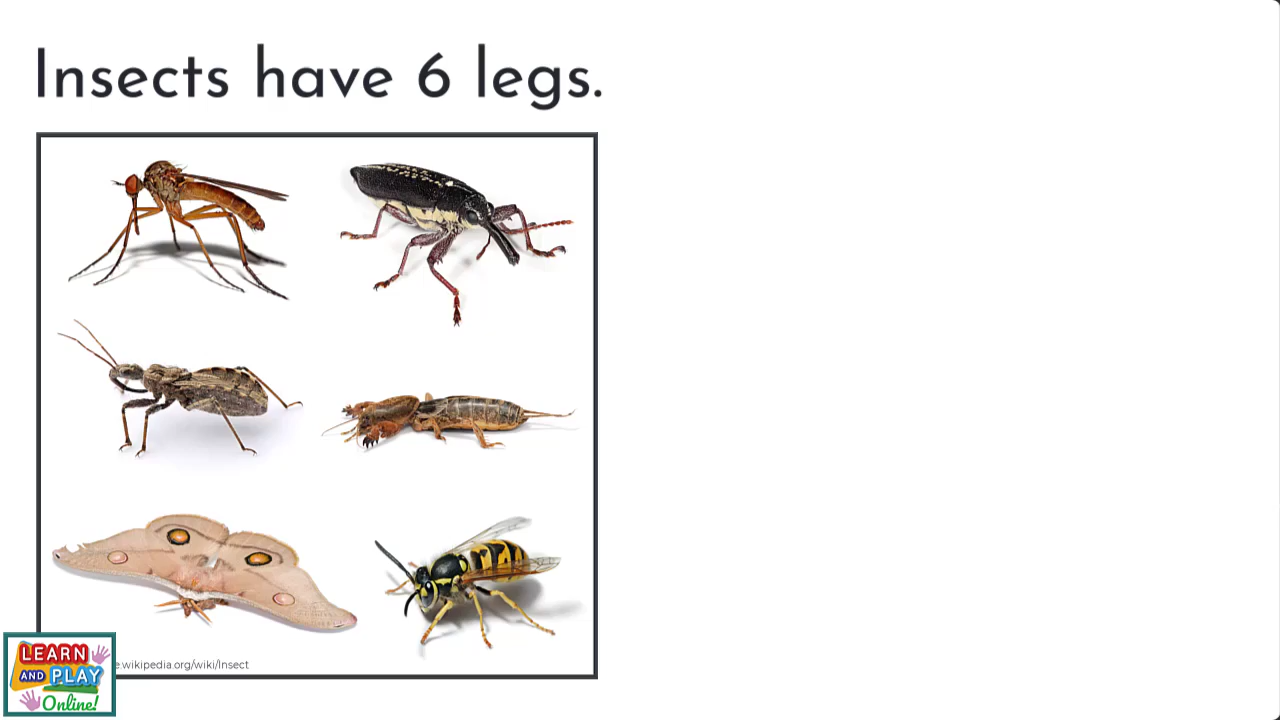 Insects have 6 legs.
e.wikipedia.org/wiki/Insect
LEARN
AND PLAY
Online!